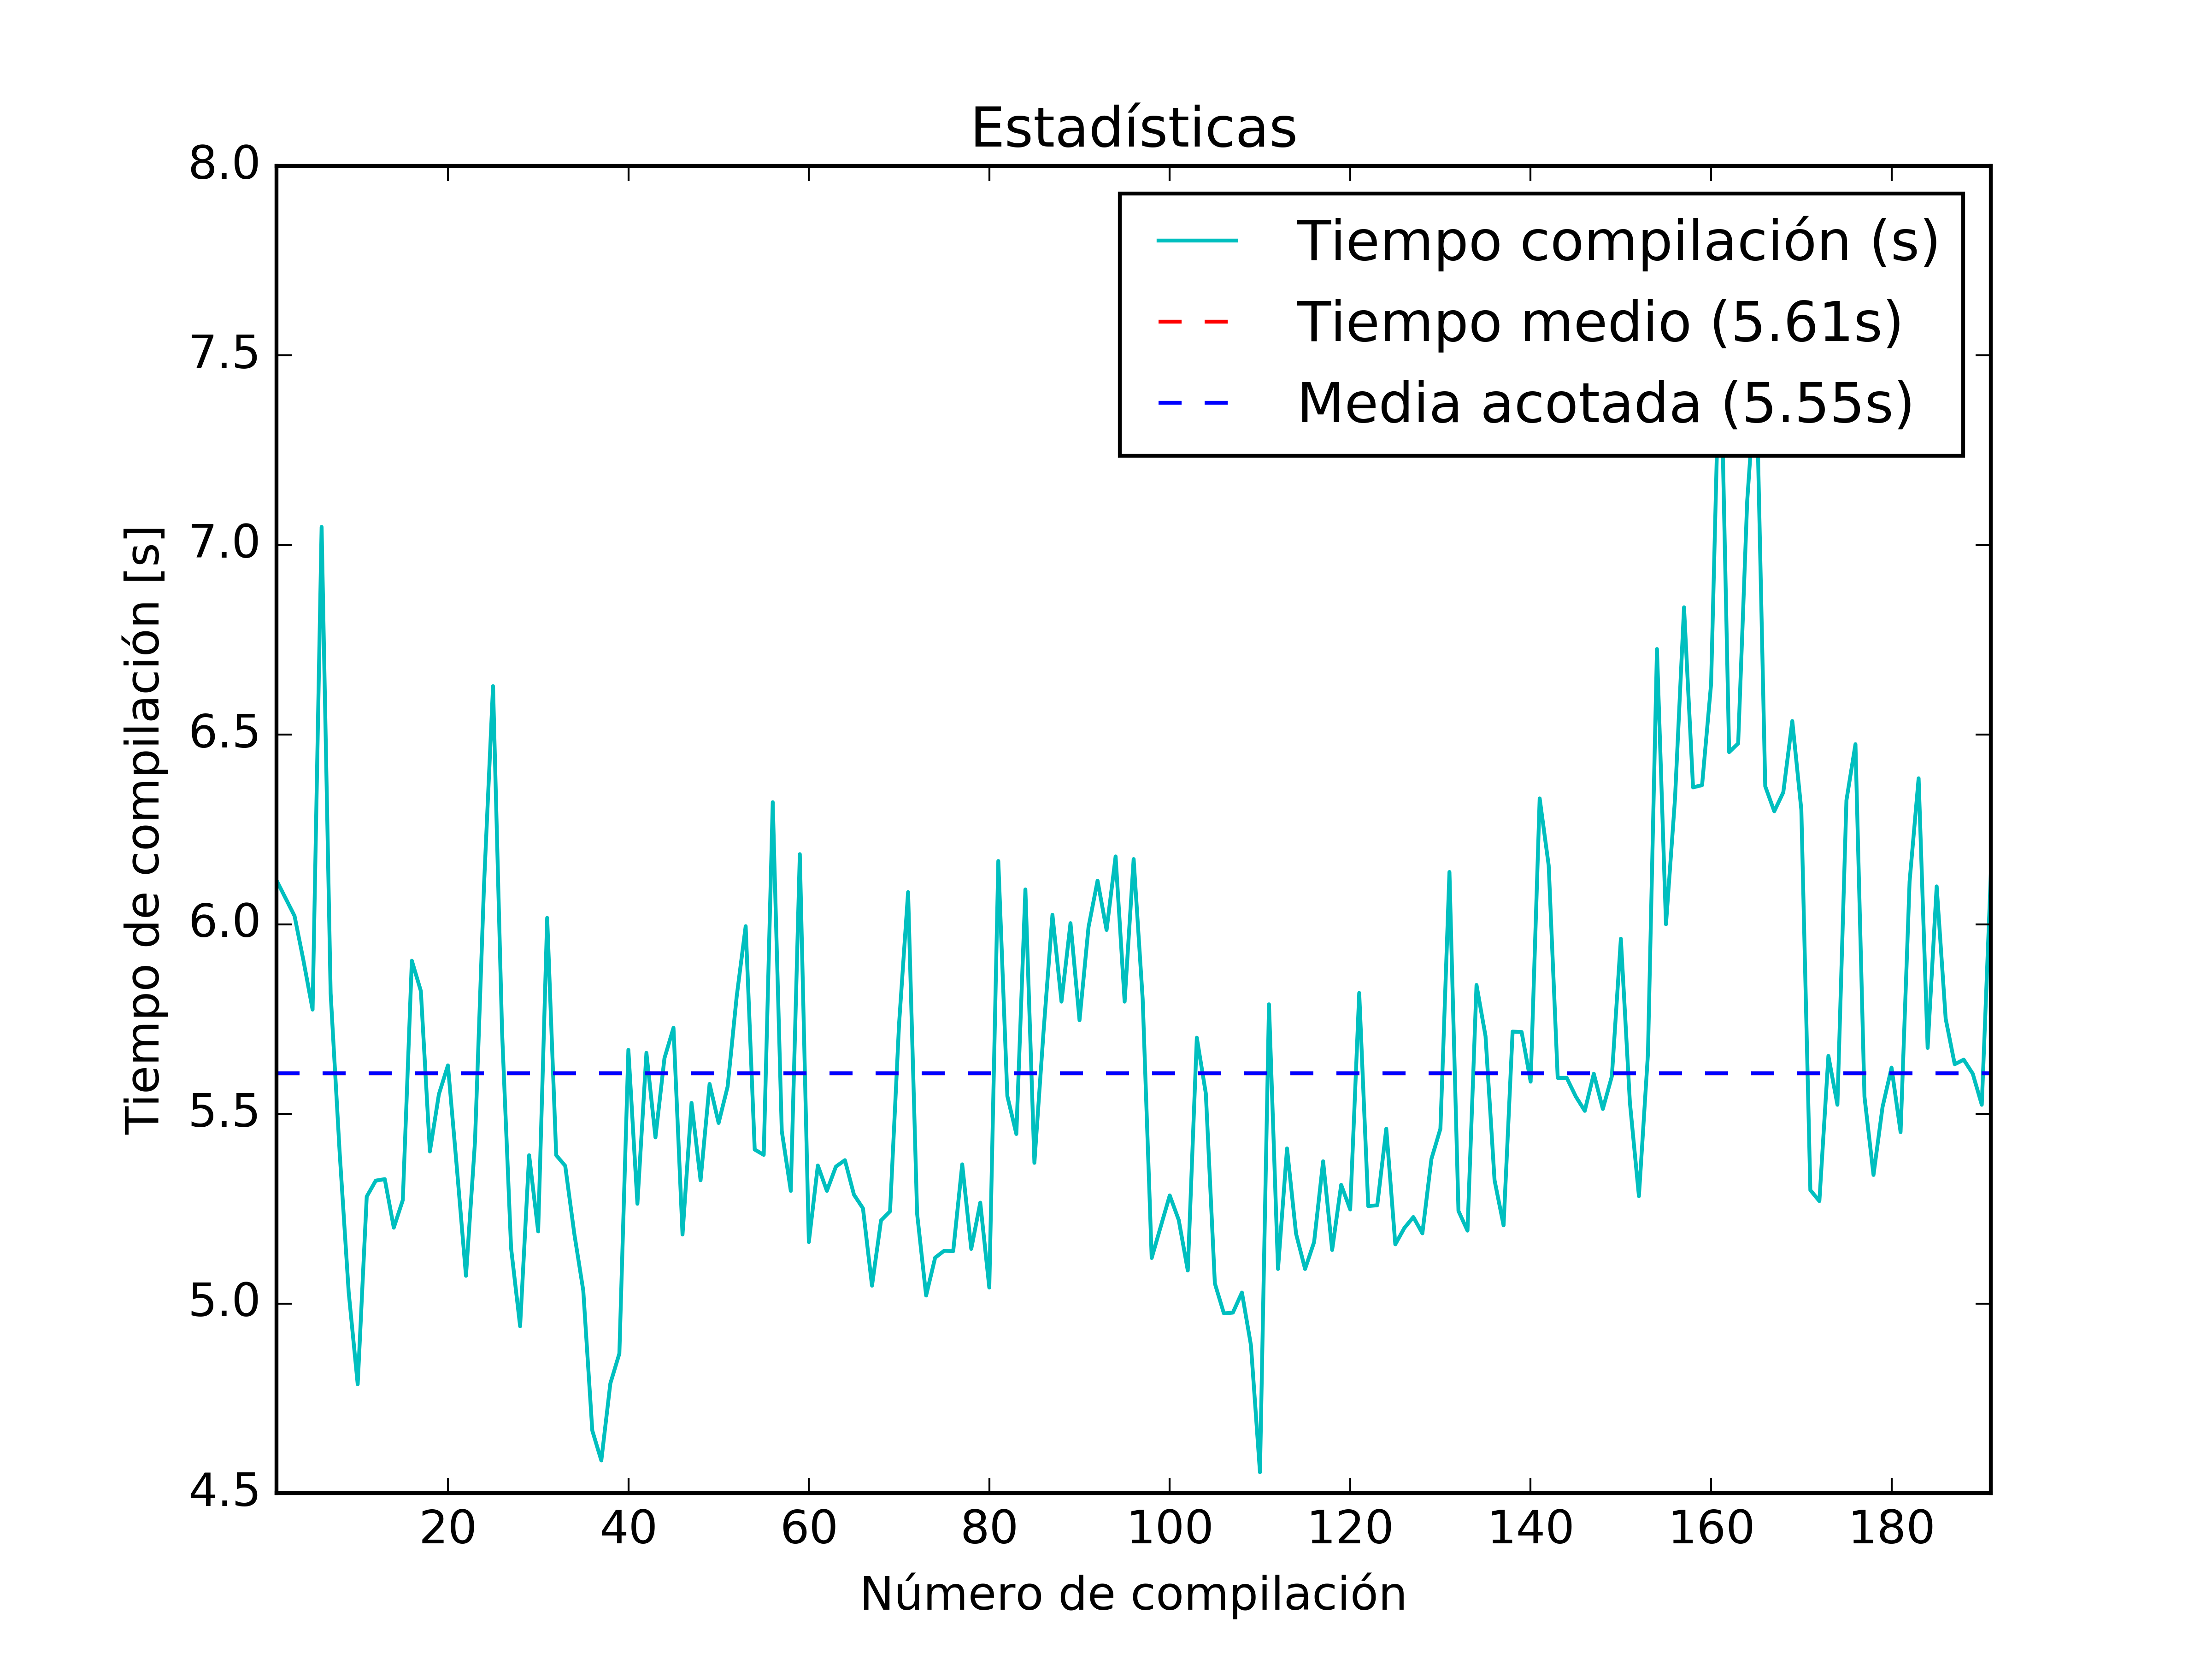 Estadísticas
8.0
7.5
7.0
6.5
6.0
5.5
5.0
4.5
Tiempo de compilación [s]
Tiempo compilación (s)
Tiempo medio (5.61s)
Media acotada (5.55s)
20 40 60 80 100 120 140 160 180
Número de compilación